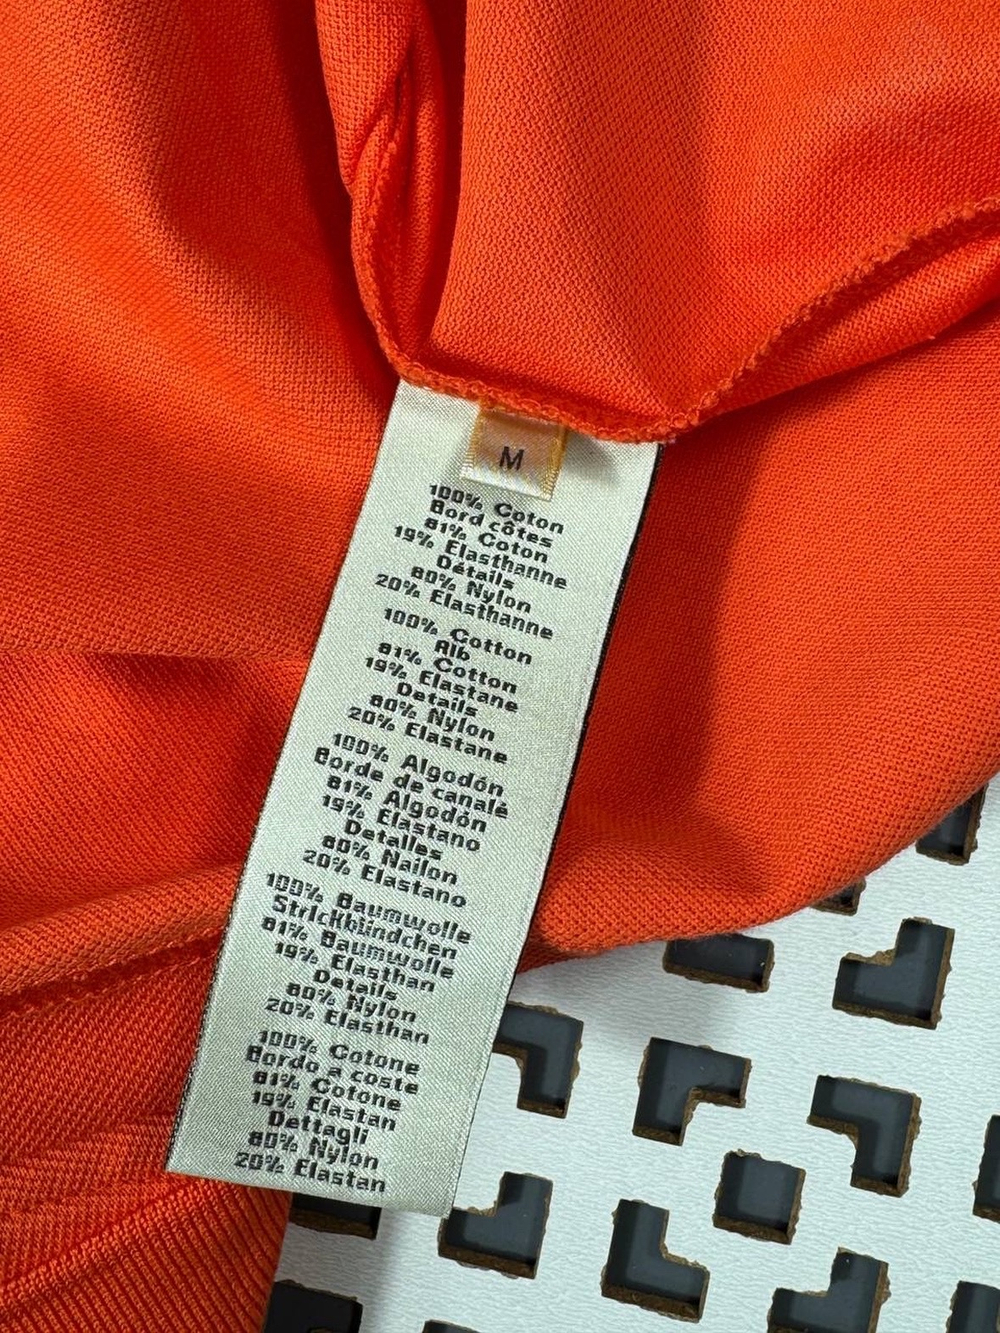 M
100% Coton
Bord côtes
81% Coton
19% Elasthanne
Détails
80% Nylon
20% Elasthanne
100% Cotton
Rib
81% Cotton
19% Elastane
Details
80% Nylon
20% Elastane
100% Algodón
Borde de canalé
81% Algodón
19% Elastano
Detalles
80% Nailon
20% Elastano
100% Baumwolle
Strickbündchen
81% Baumwolle
19% Elasthan
Details
80% Nylon
20% Elasthan
100% Cotone
Bordo a coste
81% Cotone
19% Elastan
Dettagli
80% Nylon
20% Elastan